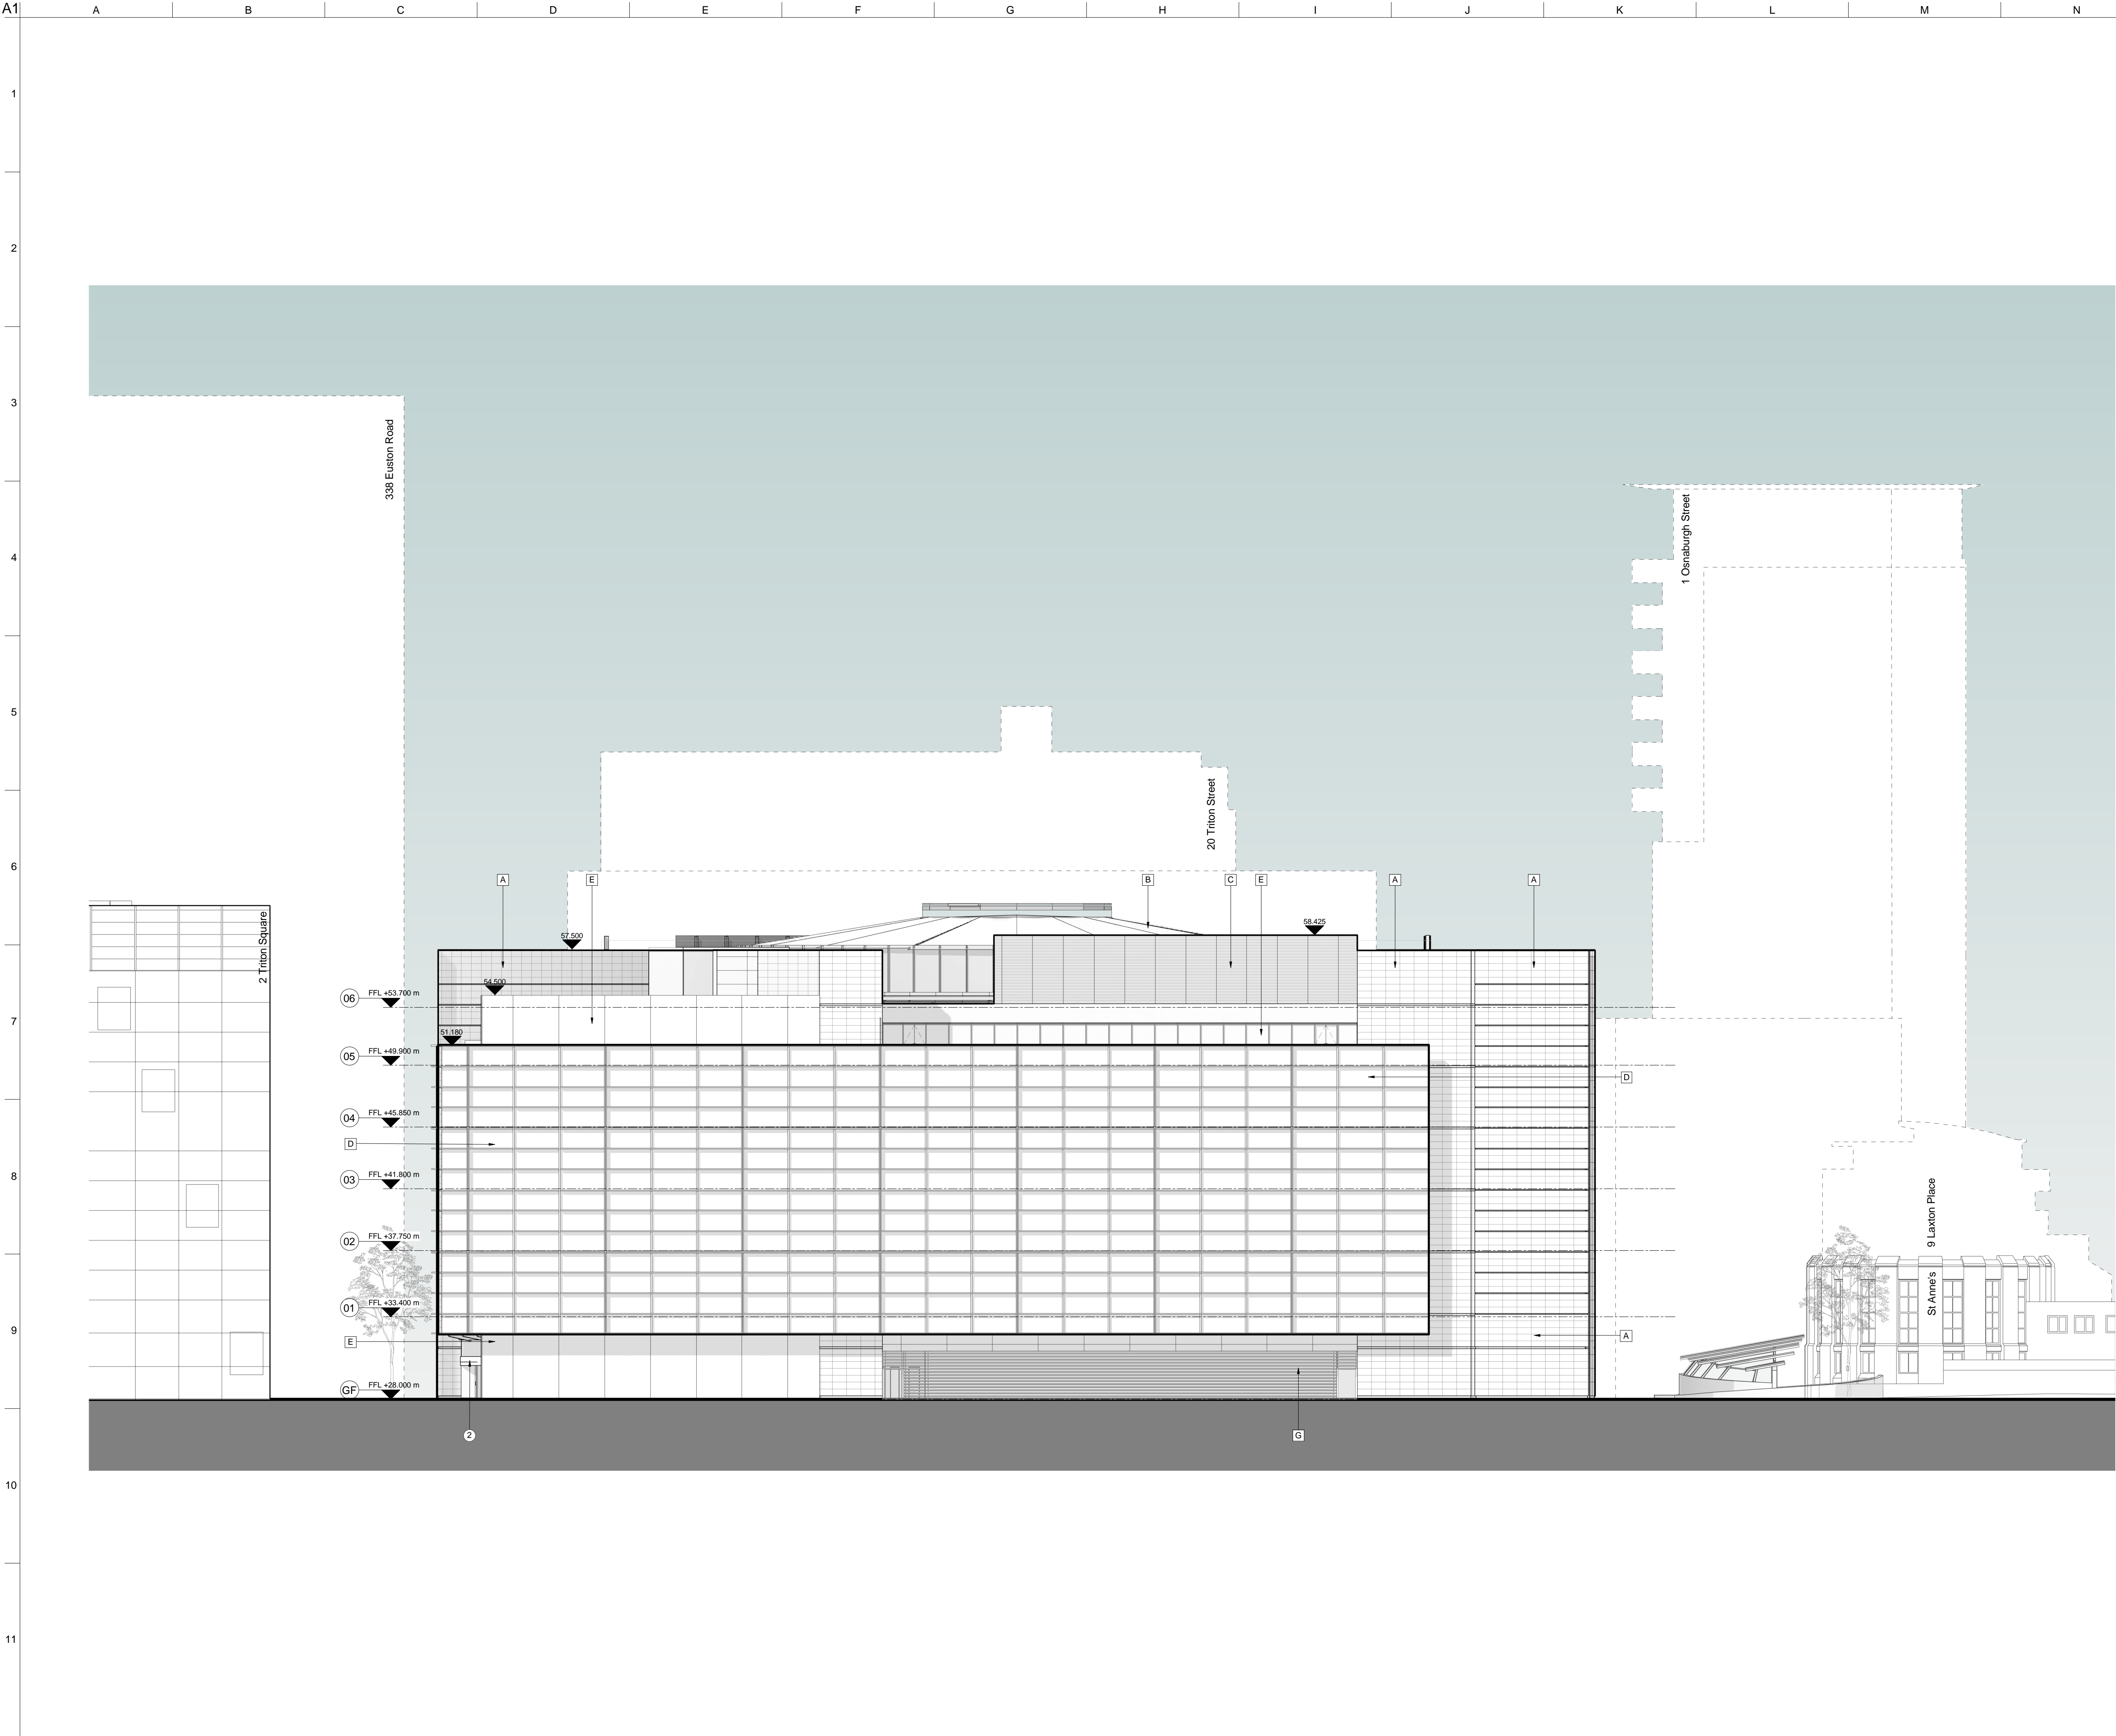 A1
A B C D E F G H I J K L M N
1
2
3
338 Euston Road
1 Osnaburgh Street
4
5
20 Triton Street
6
A E B C E A A
2 Triton Square
58.425
57.500
54.500
06 FFL +53.700 m
7
51.180
05 FFL +49.900 m
D
04 FFL +45.850 m
D
8
03 FFL +41.800 m
9 Laxton Place
02 FFL +37.750 m
St Anne's
01 FFL +33.400 m
9
E
A
GF FFL +28.000 m
2
G
10
11